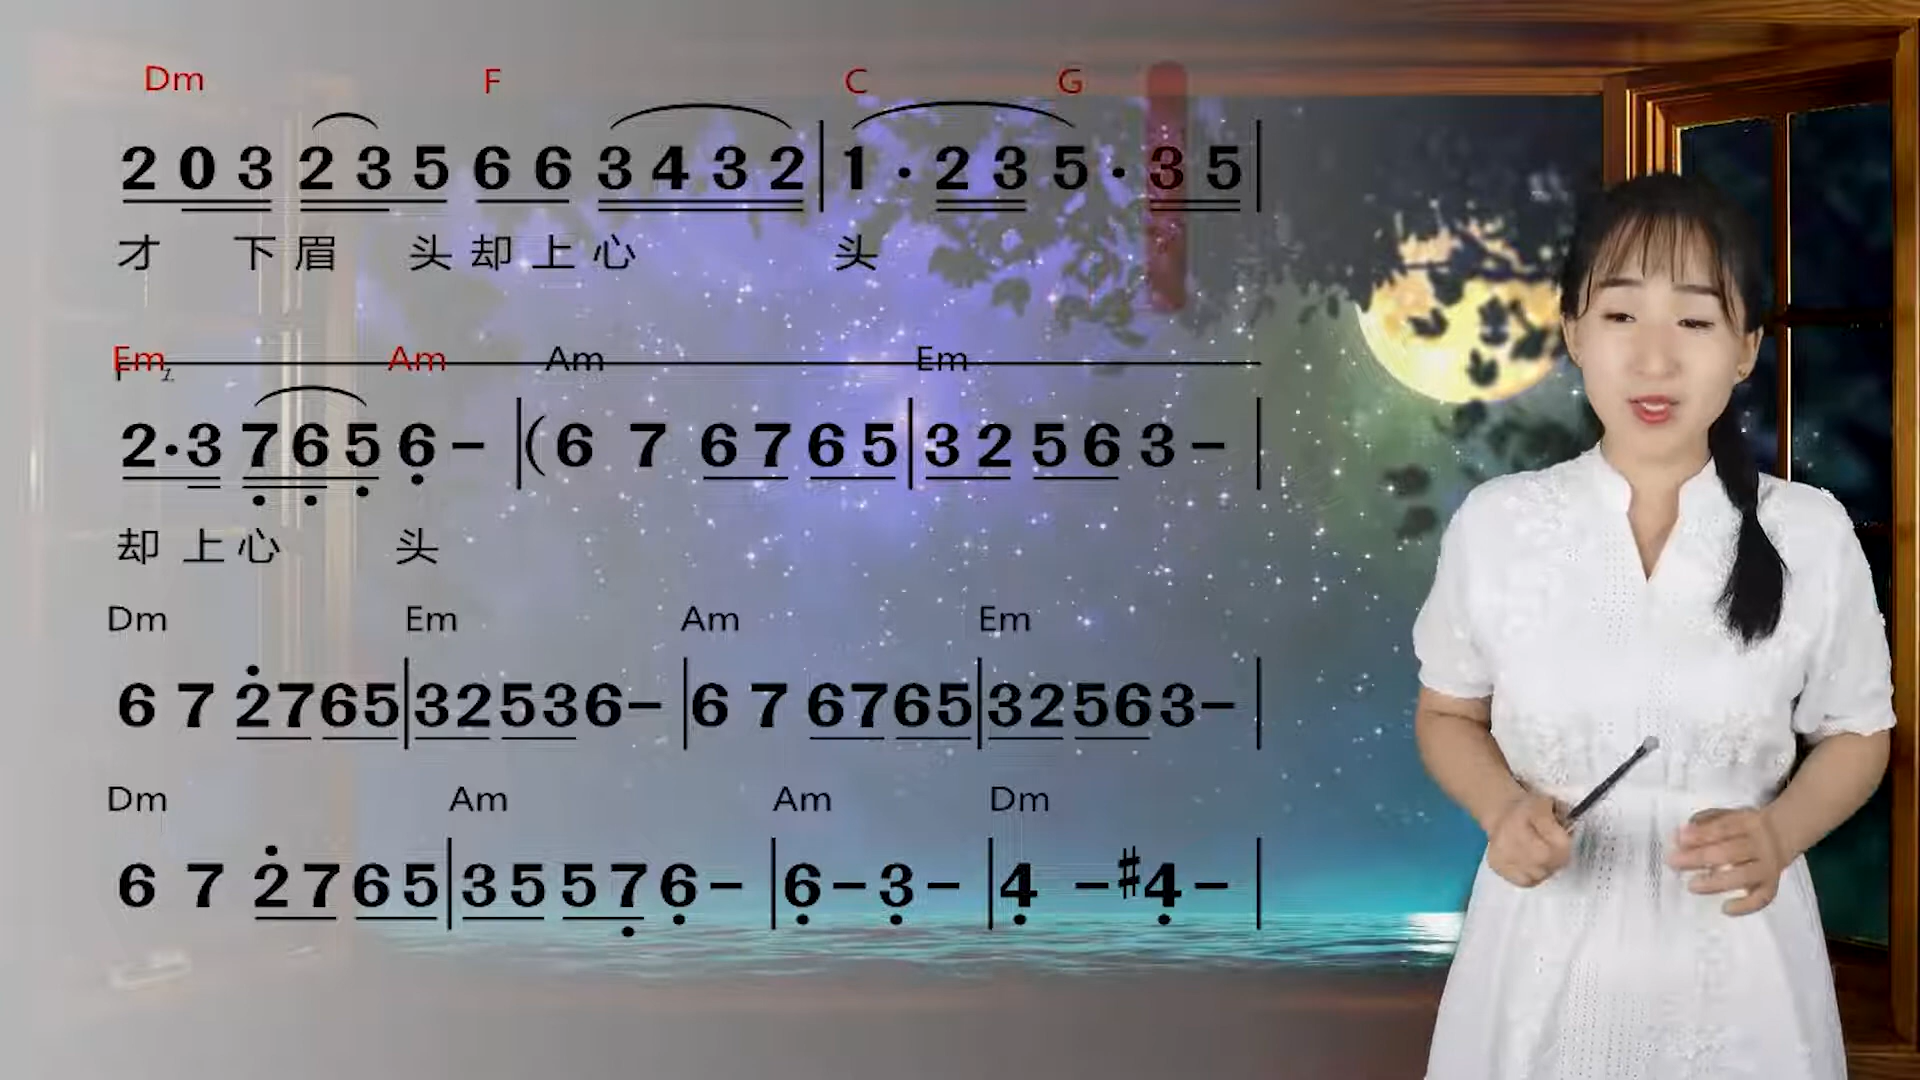 Dm F C G
2 0 3 2 3 5 6 6 3 4 3 2 | 1 · 2 3 5 · 3 5 |
才 下 眉 头 却 上 心 头
Em Am Am Em
1.
2 · 3 7 6 5 6 – | ( 6 7 6 7 6 5 | 3 2 5 6 3 – |
却 上 心 头
Dm Em Am Em
6 7 2 7 6 5 | 3 2 5 3 6 – | 6 7 6 7 6 5 | 3 2 5 6 3 – |
Dm Am Am Dm
6 7 2 7 6 5 | 3 5 5 7 6 – | 6 – 3 – | 4 – #4 – |